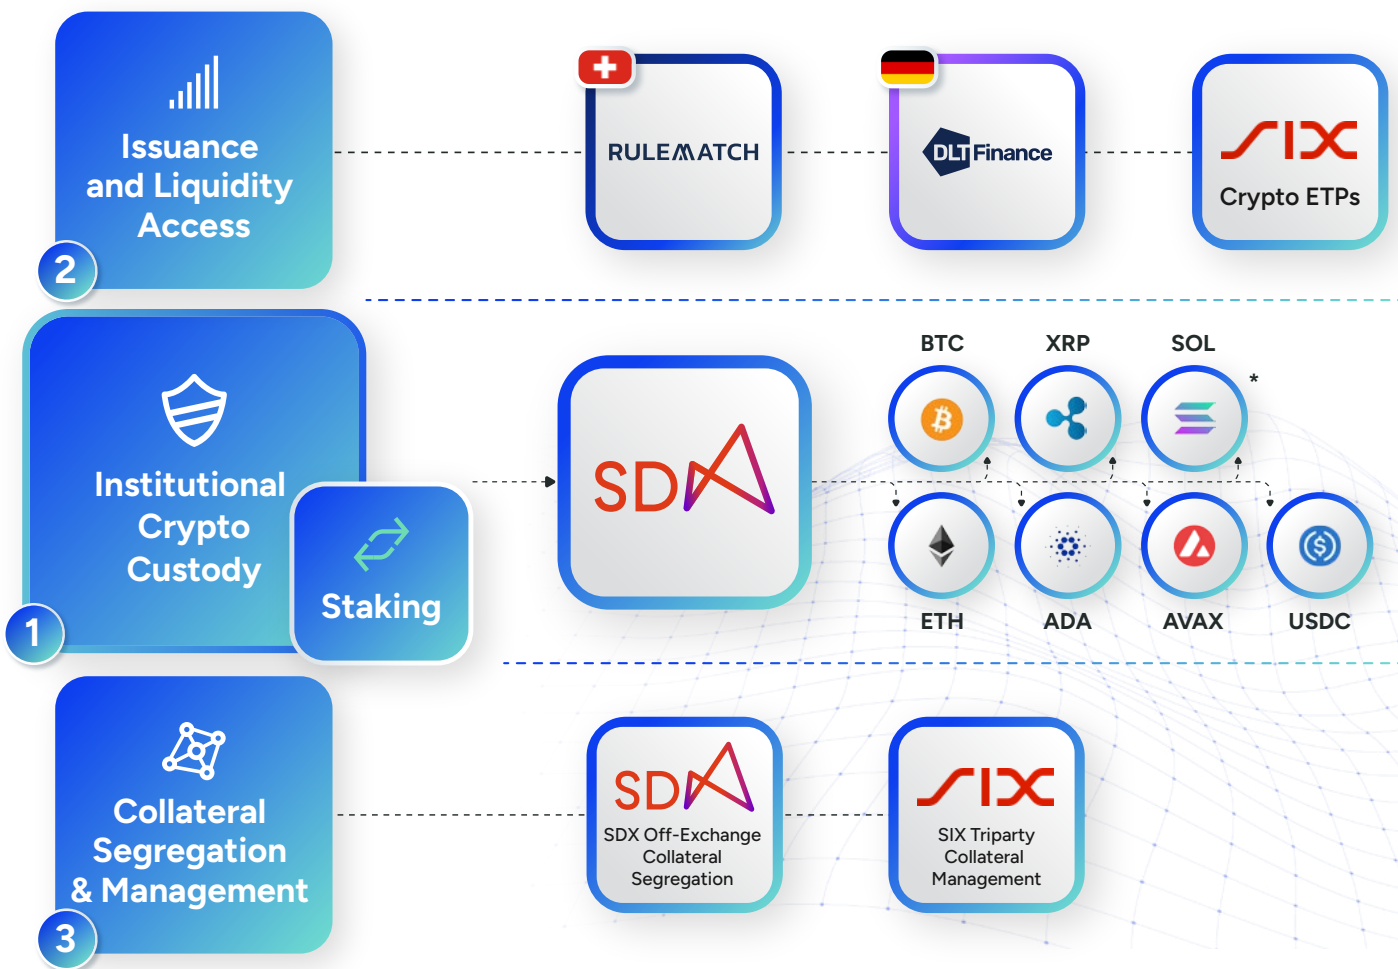 Issuance
and Liquidity
Access
2
RULEMATCH
DLT Finance
SIX
Crypto ETPs
Institutional
Crypto
Custody
1
Staking
SDX
BTC
XRP
SOL
*
ETH
ADA
AVAX
USDC
Collateral
Segregation
& Management
3
SDX
SDX Off-Exchange
Collateral
Segregation
SIX
SIX Triparty
Collateral
Management